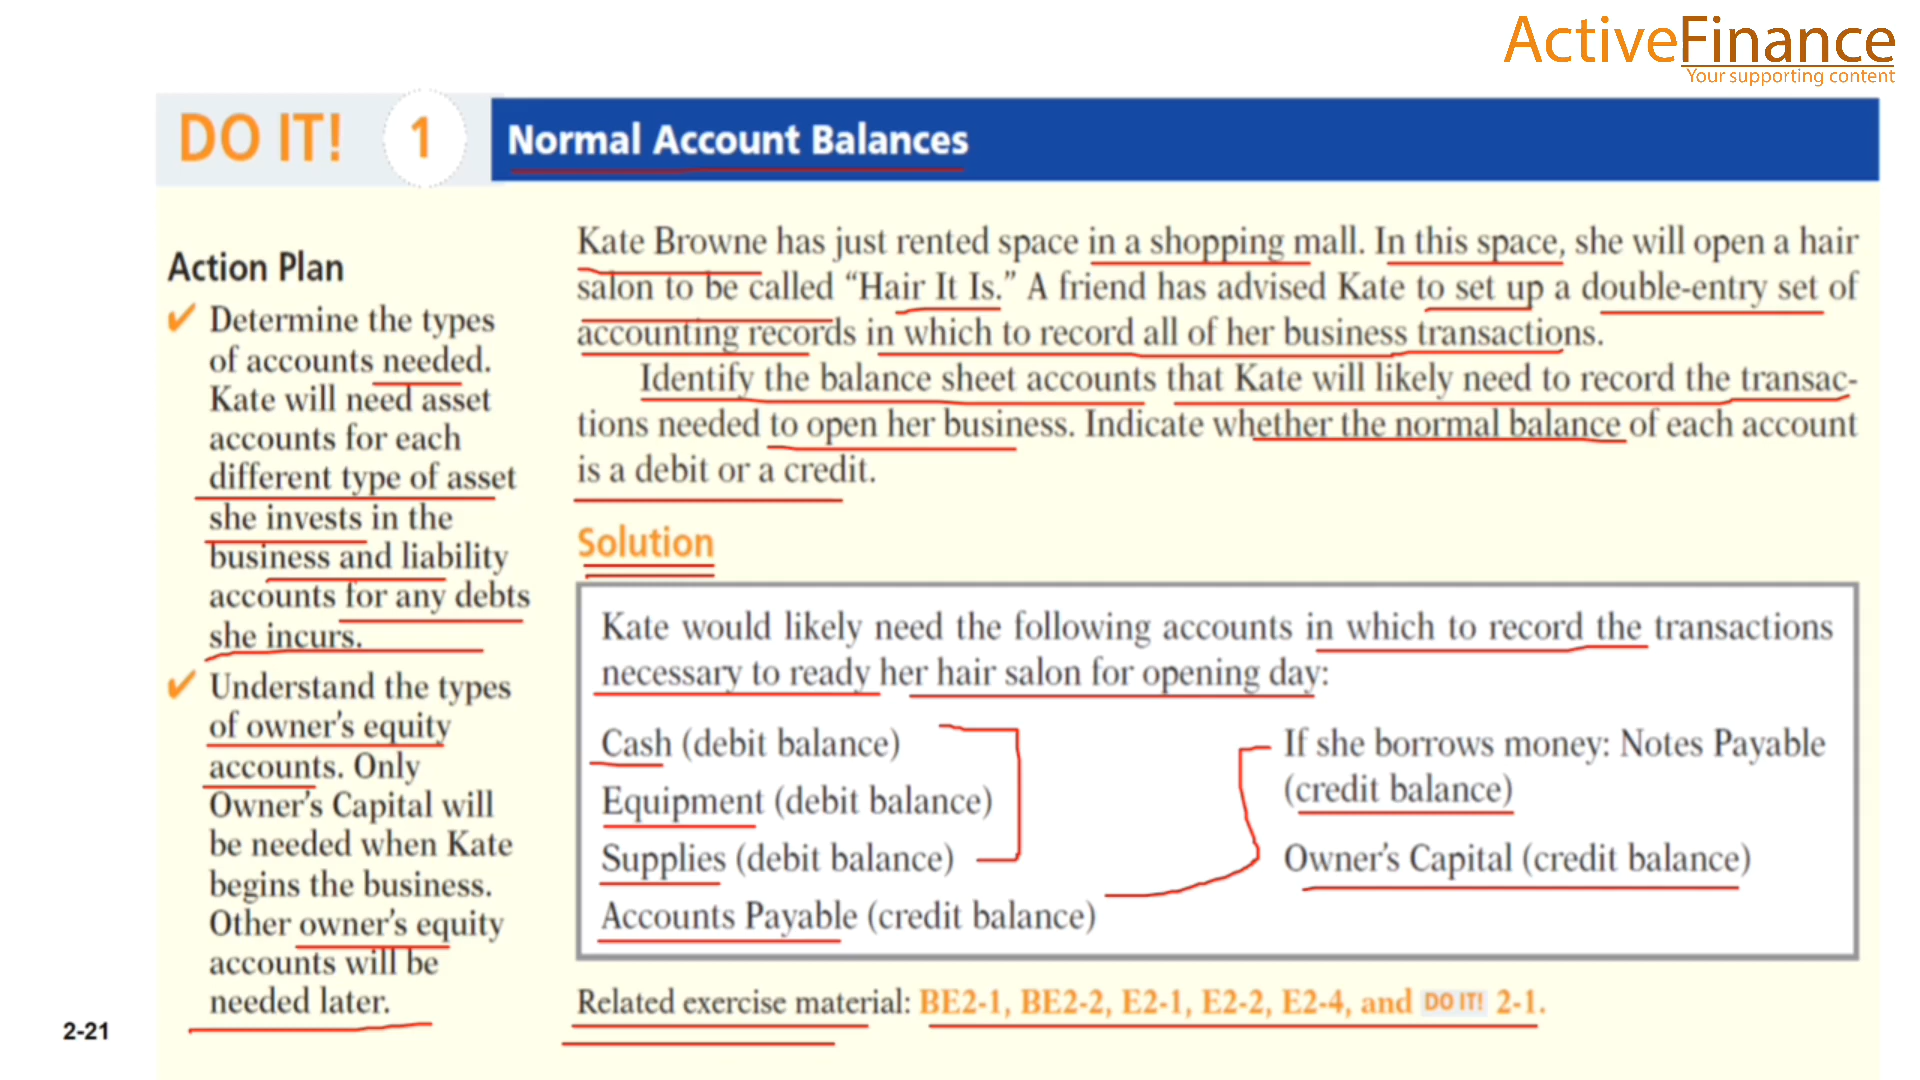 ActiveFinance
Your supporting content
DO IT! 1 Normal Account Balances
Action Plan
✔ Determine the types
of accounts needed.
Kate will need asset
accounts for each
different type of asset
she invests in the
business and liability
accounts for any debts
she incurs.
✔ Understand the types
of owner's equity
accounts. Only
Owner's Capital will
be needed when Kate
begins the business.
Other owner's equity
accounts will be
needed later.
Kate Browne has just rented space in a shopping mall. In this space, she will open a hair
salon to be called “Hair It Is.” A friend has advised Kate to set up a double-entry set of
accounting records in which to record all of her business transactions.
Identify the balance sheet accounts that Kate will likely need to record the transac-
tions needed to open her business. Indicate whether the normal balance of each account
is a debit or a credit.
Solution
Kate would likely need the following accounts in which to record the transactions
necessary to ready her hair salon for opening day:
Cash (debit balance)
Equipment (debit balance)
Supplies (debit balance)
Accounts Payable (credit balance)
If she borrows money: Notes Payable
(credit balance)
Owner's Capital (credit balance)
Related exercise material: BE2-1, BE2-2, E2-1, E2-2, E2-4, and DO IT! 2-1.
2-21